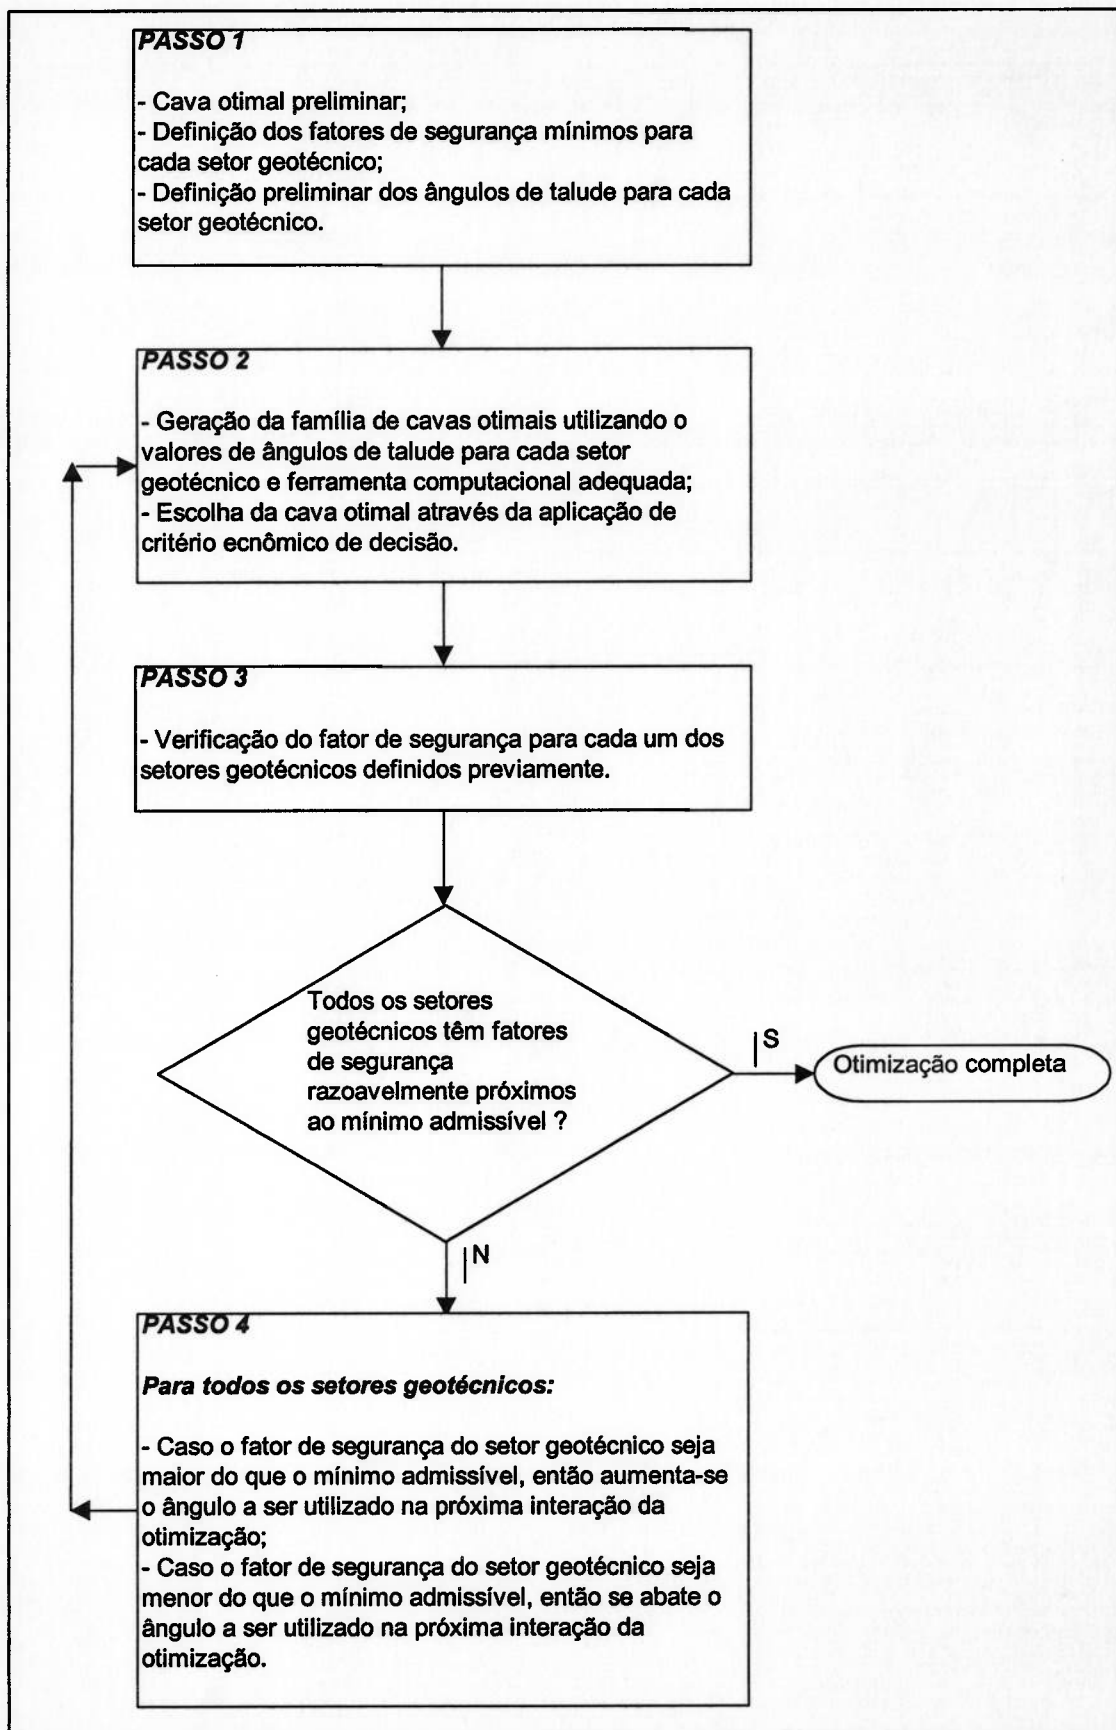 PASSO 1
- Cava otimal preliminar;
- Definição dos fatores de segurança mínimos para
cada setor geotécnico;
- Definição preliminar dos ângulos de talude para cada
setor geotécnico.
PASSO 2
- Geração da família de cavas otimais utilizando o
valores de ângulos de talude para cada setor
geotécnico e ferramenta computacional adequada;
- Escolha da cava otimal através da aplicação de
critério ecnômico de decisão.
PASSO 3
- Verificação do fator de segurança para cada um dos
setores geotécnicos definidos previamente.
Todos os setores
geotécnicos têm fatores
de segurança
razoavelmente próximos
ao mínimo admissível ?
S
Otimização completa
N
PASSO 4
Para todos os setores geotécnicos:
- Caso o fator de segurança do setor geotécnico seja
maior do que o mínimo admissível, então aumenta-se
o ângulo a ser utilizado na próxima interação da
otimização;
- Caso o fator de segurança do setor geotécnico seja
menor do que o mínimo admissível, então se abate o
ângulo a ser utilizado na próxima interação da
otimização.